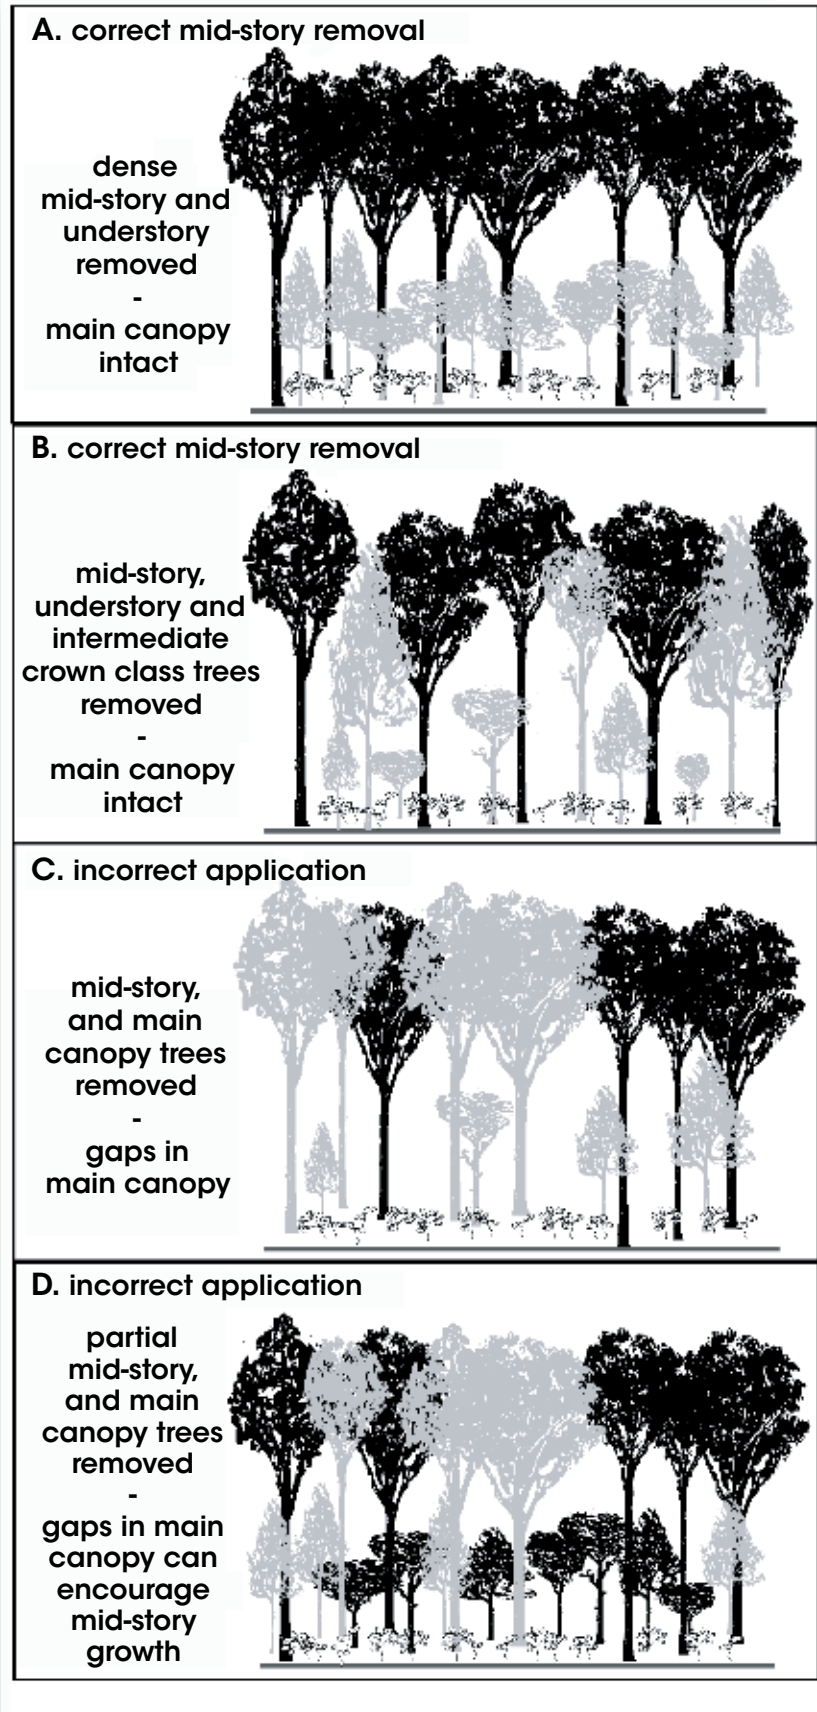 A. correct mid-story removal
dense
mid-story and
understory
removed
-
main canopy
intact
B. correct mid-story removal
mid-story,
understory and
intermediate
crown class trees
removed
-
main canopy
intact
C. incorrect application
mid-story,
and main
canopy trees
removed
-
gaps in
main canopy
D. incorrect application
partial
mid-story,
and main
canopy trees
removed
-
gaps in main
canopy can
encourage
mid-story
growth